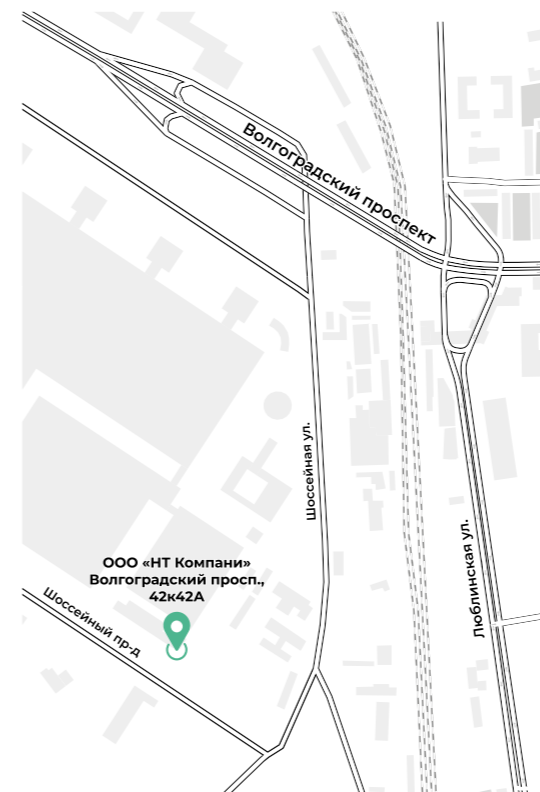 Волгоградский проспект
Шоссейная ул.
Люблинская ул.
ООО «НТ Компани»
Волгоградский просп.,
42к42А
Шоссейный пр-д